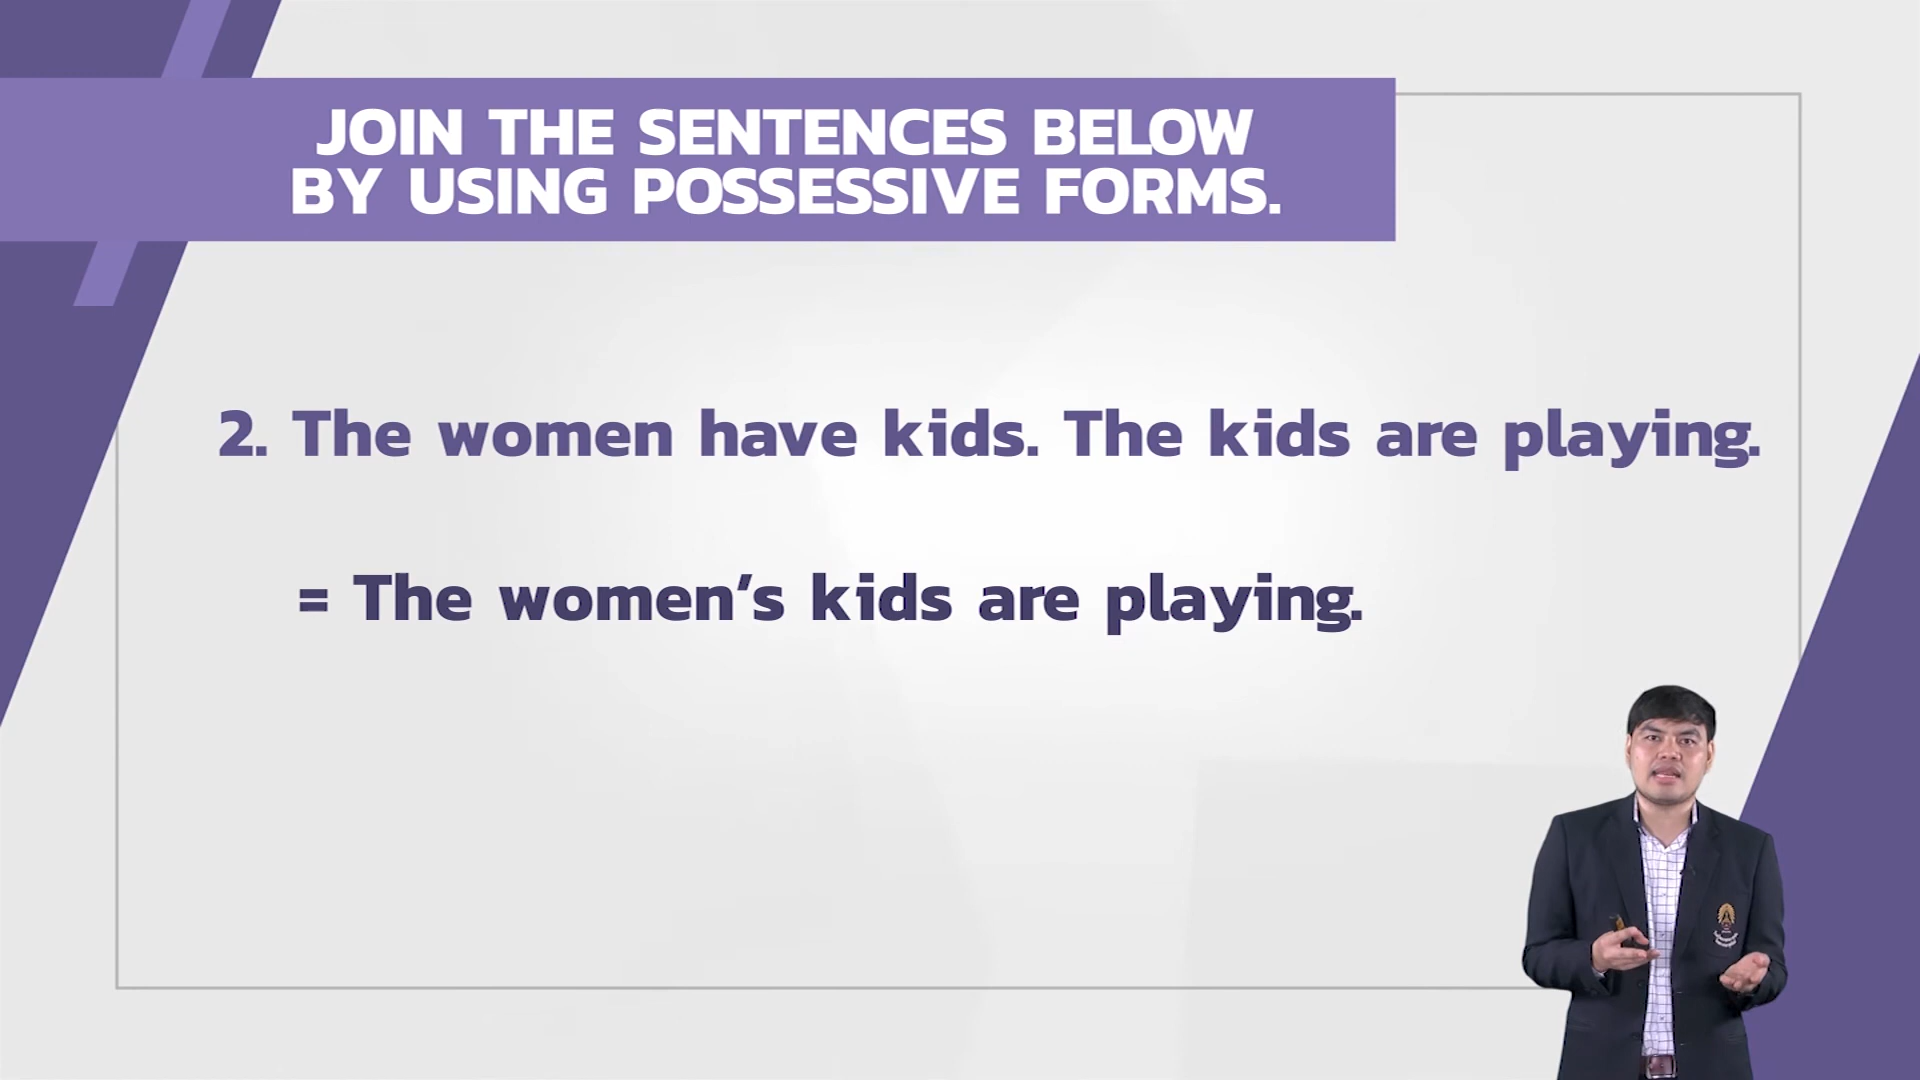 JOIN THE SENTENCES BELOW
BY USING POSSESSIVE FORMS.
2. The women have kids. The kids are playing.
= The women’s kids are playing.